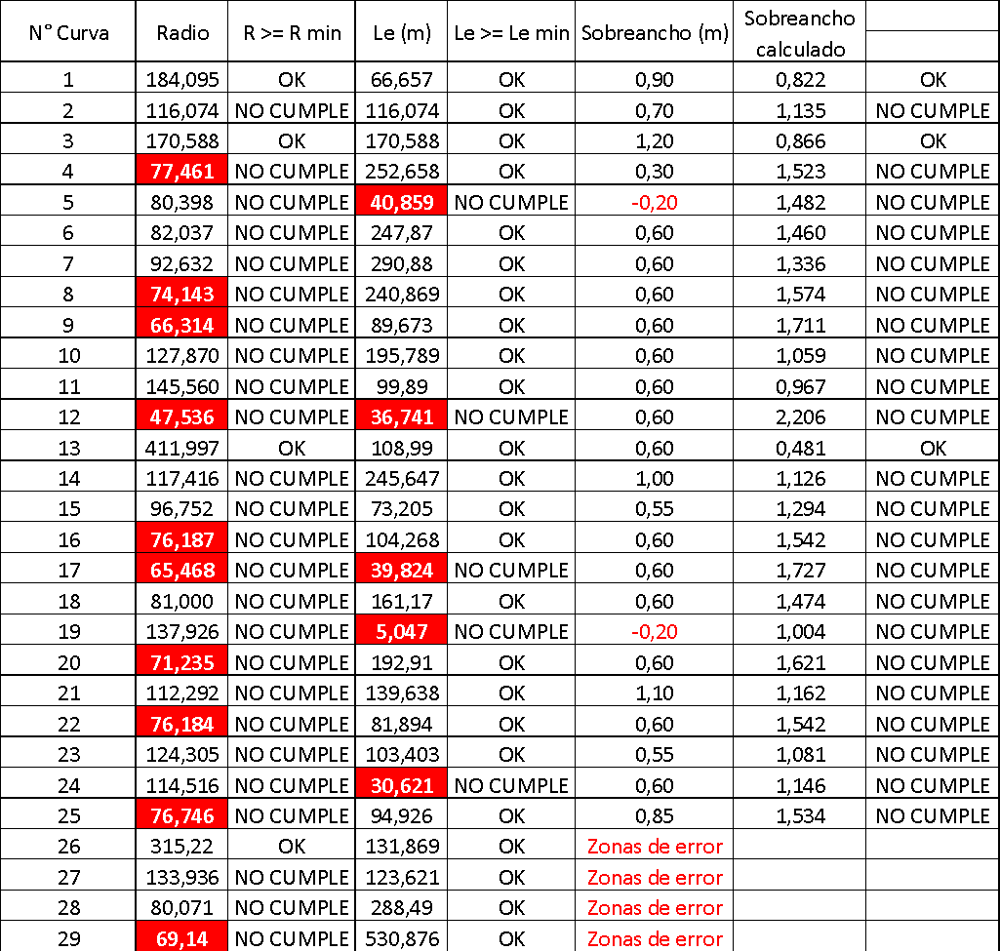 N° Curva Radio R >= R min Le (m) Le >= Le min Sobreancho (m) Sobreancho calculado
1 184,095 OK 66,657 OK 0,90 0,822 OK
2 116,074 NO CUMPLE 116,074 OK 0,70 1,135 NO CUMPLE
3 170,588 OK 170,588 OK 1,20 0,866 OK
4 77,461 NO CUMPLE 252,658 OK 0,30 1,523 NO CUMPLE
5 80,398 NO CUMPLE 40,859 NO CUMPLE -0,20 1,482 NO CUMPLE
6 82,037 NO CUMPLE 247,87 OK 0,60 1,460 NO CUMPLE
7 92,632 NO CUMPLE 290,88 OK 0,60 1,336 NO CUMPLE
8 74,143 NO CUMPLE 240,869 OK 0,60 1,574 NO CUMPLE
9 66,314 NO CUMPLE 89,673 OK 0,60 1,711 NO CUMPLE
10 127,870 NO CUMPLE 195,789 OK 0,60 1,059 NO CUMPLE
11 145,560 NO CUMPLE 99,89 OK 0,60 0,967 NO CUMPLE
12 47,536 NO CUMPLE 36,741 NO CUMPLE 0,60 2,206 NO CUMPLE
13 411,997 OK 108,99 OK 0,60 0,481 OK
14 117,416 NO CUMPLE 245,647 OK 1,00 1,126 NO CUMPLE
15 96,752 NO CUMPLE 73,205 OK 0,55 1,294 NO CUMPLE
16 76,187 NO CUMPLE 104,268 OK 0,60 1,542 NO CUMPLE
17 65,468 NO CUMPLE 39,824 NO CUMPLE 0,60 1,727 NO CUMPLE
18 81,000 NO CUMPLE 161,17 OK 0,60 1,474 NO CUMPLE
19 137,926 NO CUMPLE 5,047 NO CUMPLE -0,20 1,004 NO CUMPLE
20 71,235 NO CUMPLE 192,91 OK 0,60 1,621 NO CUMPLE
21 112,292 NO CUMPLE 139,638 OK 1,10 1,162 NO CUMPLE
22 76,184 NO CUMPLE 81,894 OK 0,60 1,542 NO CUMPLE
23 124,305 NO CUMPLE 103,403 OK 0,55 1,081 NO CUMPLE
24 114,516 NO CUMPLE 30,621 NO CUMPLE 0,60 1,146 NO CUMPLE
25 76,746 NO CUMPLE 94,926 OK 0,85 1,534 NO CUMPLE
26 315,22 OK 131,869 OK Zonas de error
27 133,936 NO CUMPLE 123,621 OK Zonas de error
28 80,071 NO CUMPLE 288,49 OK Zonas de error
29 69,14 NO CUMPLE 530,876 OK Zonas de error